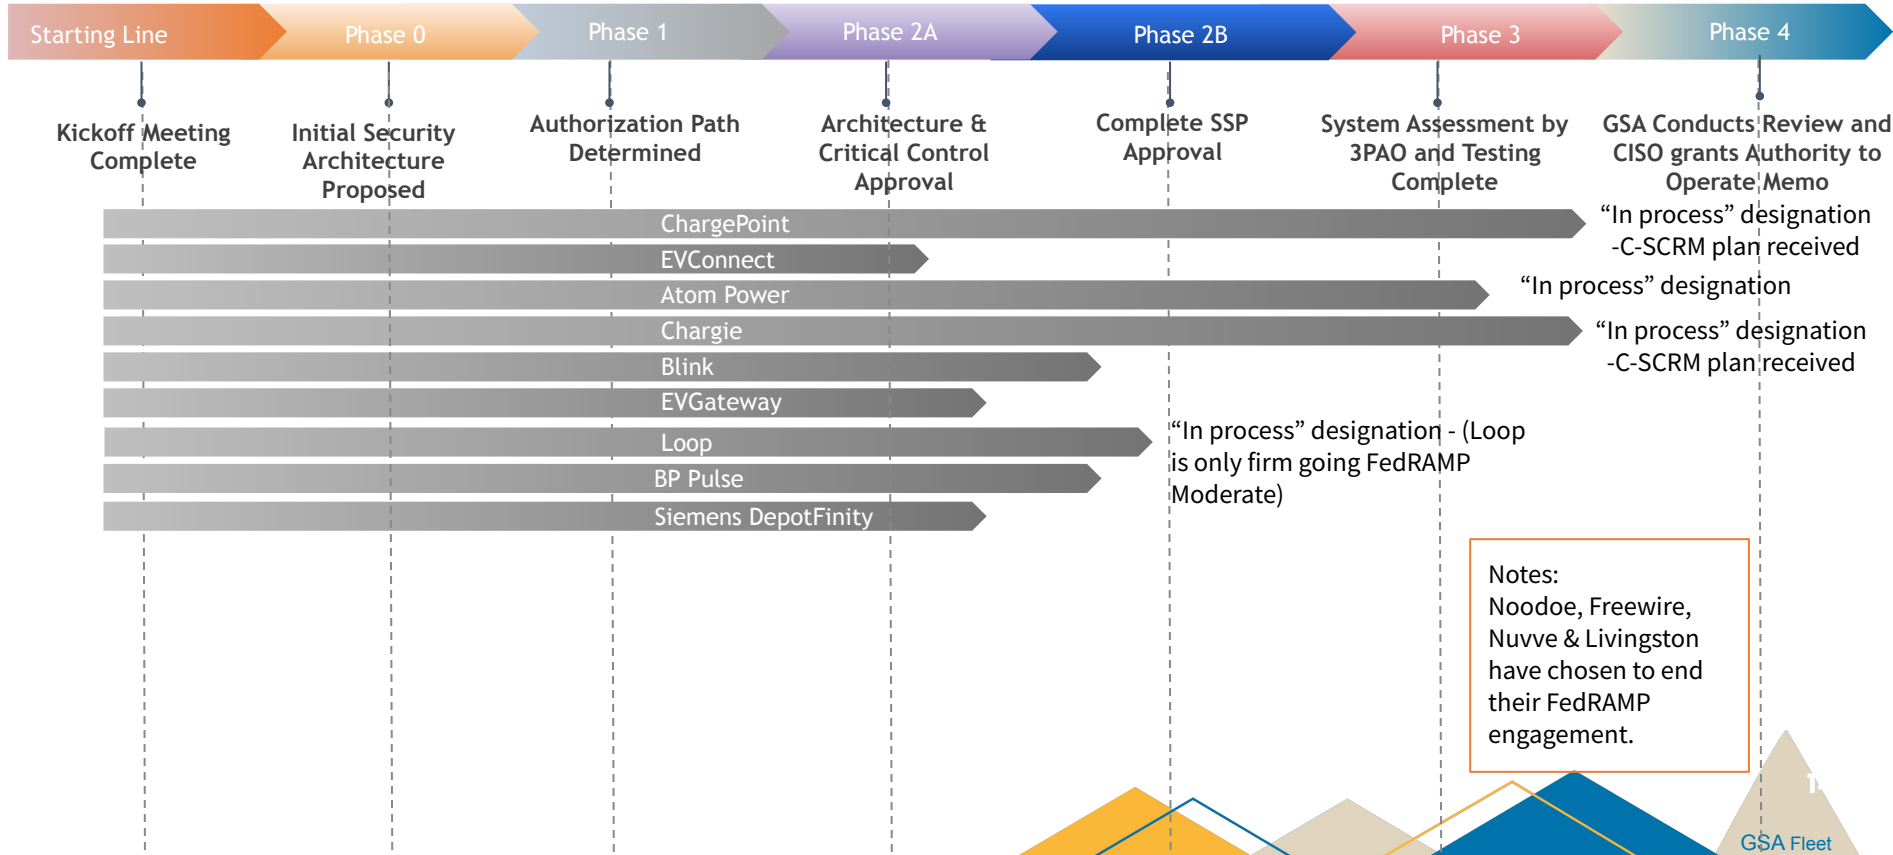 Starting Line
Phase 0
Phase 1
Phase 2A
Phase 2B
Phase 3
Phase 4
Kickoff Meeting
Complete
Initial Security
Architecture
Proposed
Authorization Path
Determined
Architecture &
Critical Control
Approval
Complete SSP
Approval
System Assessment by
3PAO and Testing
Complete
GSA Conducts Review and
CISO grants Authority to
Operate Memo
ChargePoint
“In process” designation
-C-SCRM plan received
EVConnect
Atom Power
“In process” designation
Chargie
“In process” designation
-C-SCRM plan received
Blink
EVGateway
Loop
“In process” designation - (Loop
is only firm going FedRAMP
Moderate)
BP Pulse
Siemens DepotFinity
Notes:
Noodoe, Freewire,
Nuvve & Livingston
have chosen to end
their FedRAMP
engagement.
GSA Fleet